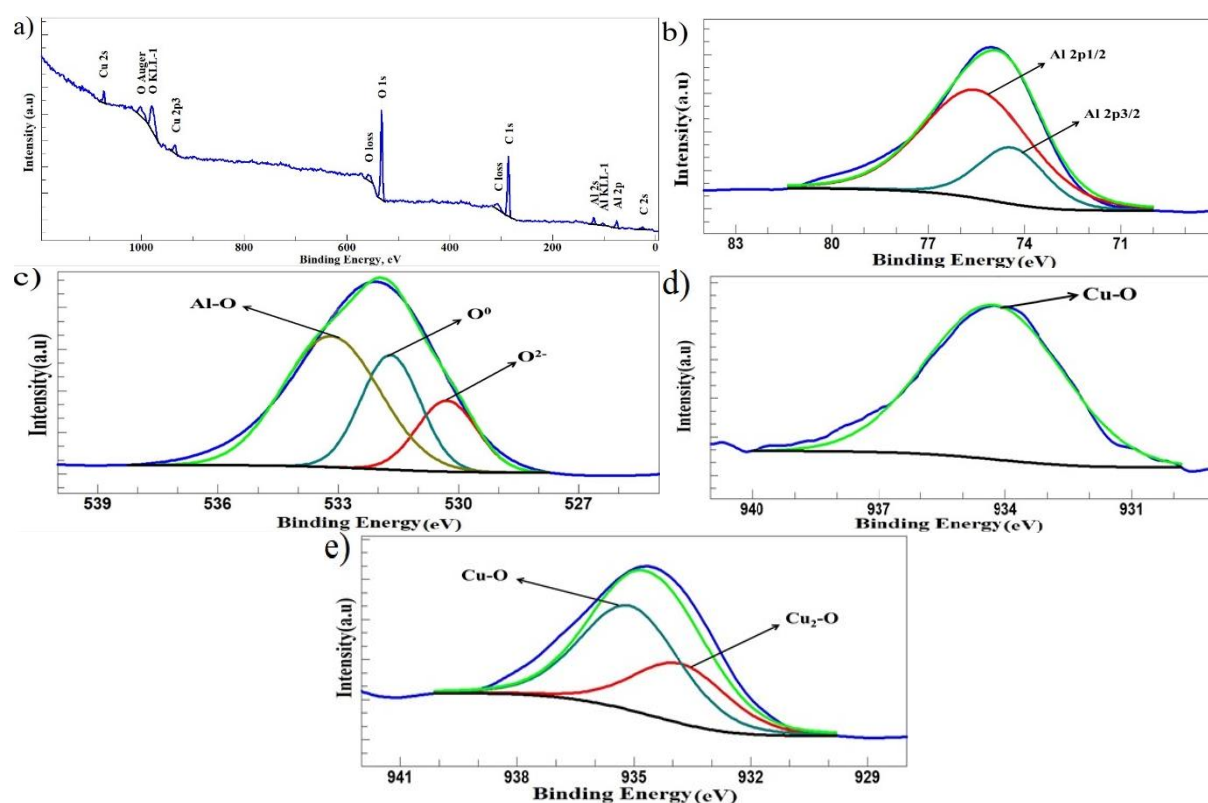 a)
Intensity (a.u)
Cu 2s
O Auger
O KLL-1
Cu 2p3
O loss
O 1s
C loss
C 1s
Al 2s
Al KLL-1
Al 2p
C 2s
1000 800 600 400 200 0
Binding Energy, eV
b)
Intensity (a.u)
Al 2p1/2
Al 2p3/2
83 80 77 74 71
Binding Energy(eV)
c)
Intensity(a.u)
Al-O
O⁰
O²⁻
539 536 533 530 527
Binding Energy(eV)
d)
Intensity(a.u)
Cu-O
940 937 934 931
Binding Energy(eV)
e)
Intensity(a.u)
Cu-O
Cu₂-O
941 938 935 932 929
Binding Energy(eV)